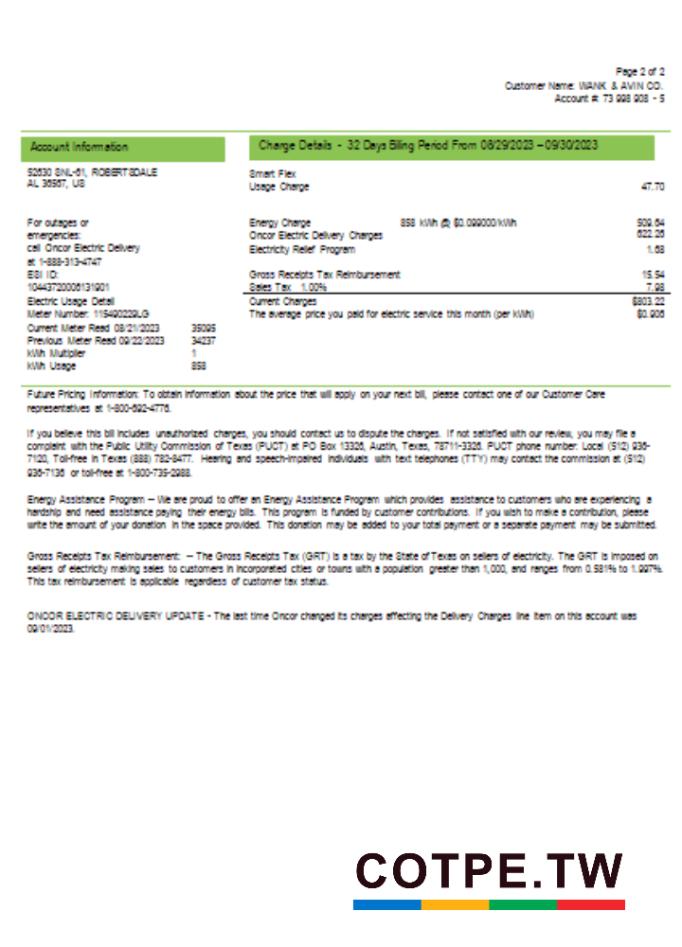 Page 2 of 2
Customer Name: WANK & AVIN CO.
Account #: 73 998 908 - 5
Account Information
Charge Details - 32 Days Biling Period From 08/29/2023 – 09/30/2023
52630 SNL-61, ROBERTSDALE
AL 36567, US
Smart Flex
Usage Charge 47.70
For outages or
emergencies:
call Oncor Electric Delivery
at 1-888-313-4747
ESI ID:
10443720006131901
Electric Usage Detail
Meter Number: 115490229LG
Current Meter Read 08/21/2023 35095
Previous Meter Read 09/22/2023 34237
kWh Multiplier 1
kWh Usage 858
Energy Charge 858 kWh @ $0.099000/kWh 509.64
Oncor Electric Delivery Charges 622.26
Electricity Relief Program 1.68
Gross Receipts Tax Reimbursement 15.54
Sales Tax 1.00% 7.98
Current Charges $803.22
The average price you paid for electric service this month (per kWh) $0.906
Future Pricing Information: To obtain information about the price that will apply on your next bill, please contact one of our Customer Care
representatives at 1-800-692-4776.
If you believe this bill includes unauthorized charges, you should contact us to dispute the charges. If not satisfied with our review, you may file a
complaint with the Public Utility Commission of Texas (PUCT) at PO Box 13326, Austin, Texas, 78711-3326. PUCT phone number: Local (512) 936-
7120, Toll-free in Texas (888) 782-8477. Hearing and speech-impaired individuals with text telephones (TTY) may contact the commission at (512)
936-7136 or toll-free at 1-800-735-2988.
Energy Assistance Program – We are proud to offer an Energy Assistance Program which provides assistance to customers who are experiencing a
hardship and need assistance paying their energy bills. This program is funded by customer contributions. If you wish to make a contribution, please
write the amount of your donation in the space provided. This donation may be added to your total payment or a separate payment may be submitted.
Gross Receipts Tax Reimbursement: – The Gross Receipts Tax (GRT) is a tax by the State of Texas on sellers of electricity. The GRT is imposed on
sellers of electricity making sales to customers in incorporated cities or towns with a population greater than 1,000, and ranges from 0.581% to 1.997%.
This tax reimbursement is applicable regardless of customer tax status.
ONCOR ELECTRIC DELIVERY UPDATE - The last time Oncor changed its charges affecting the Delivery Charges line item on this account was
09/01/2023.
COTPE.TW